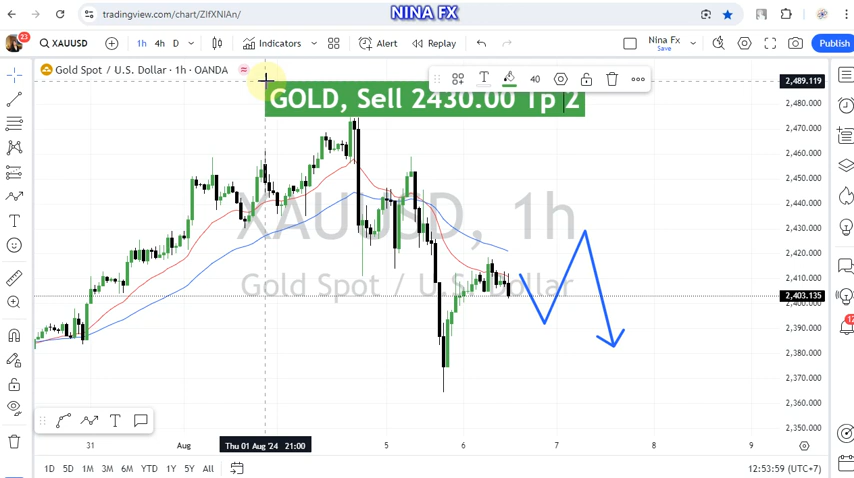 NINA FX
23
tradingview.com/chart/ZIfXNIAn/
XAUUSD
1h 4h D
Indicators
Alert
Replay
Nina Fx
Save
Publish
Gold Spot / U.S. Dollar · 1h · OANDA
40
2,489.119
GOLD, Sell 2430.00 Tp 2
2,480.000
2,470.000
2,460.000
2,450.000
2,440.000
2,430.000
2,420.000
2,410.000
2,403.135
2,390.000
2,380.000
2,370.000
2,360.000
2,350.000
XAUUSD, 1h
Gold Spot / U.S. Dollar
12
31 Aug Thu 01 Aug '24 21:00 5 6 7 8 9
1D 5D 1M 3M 6M YTD 1Y 5Y All
12:53:59 (UTC+7)